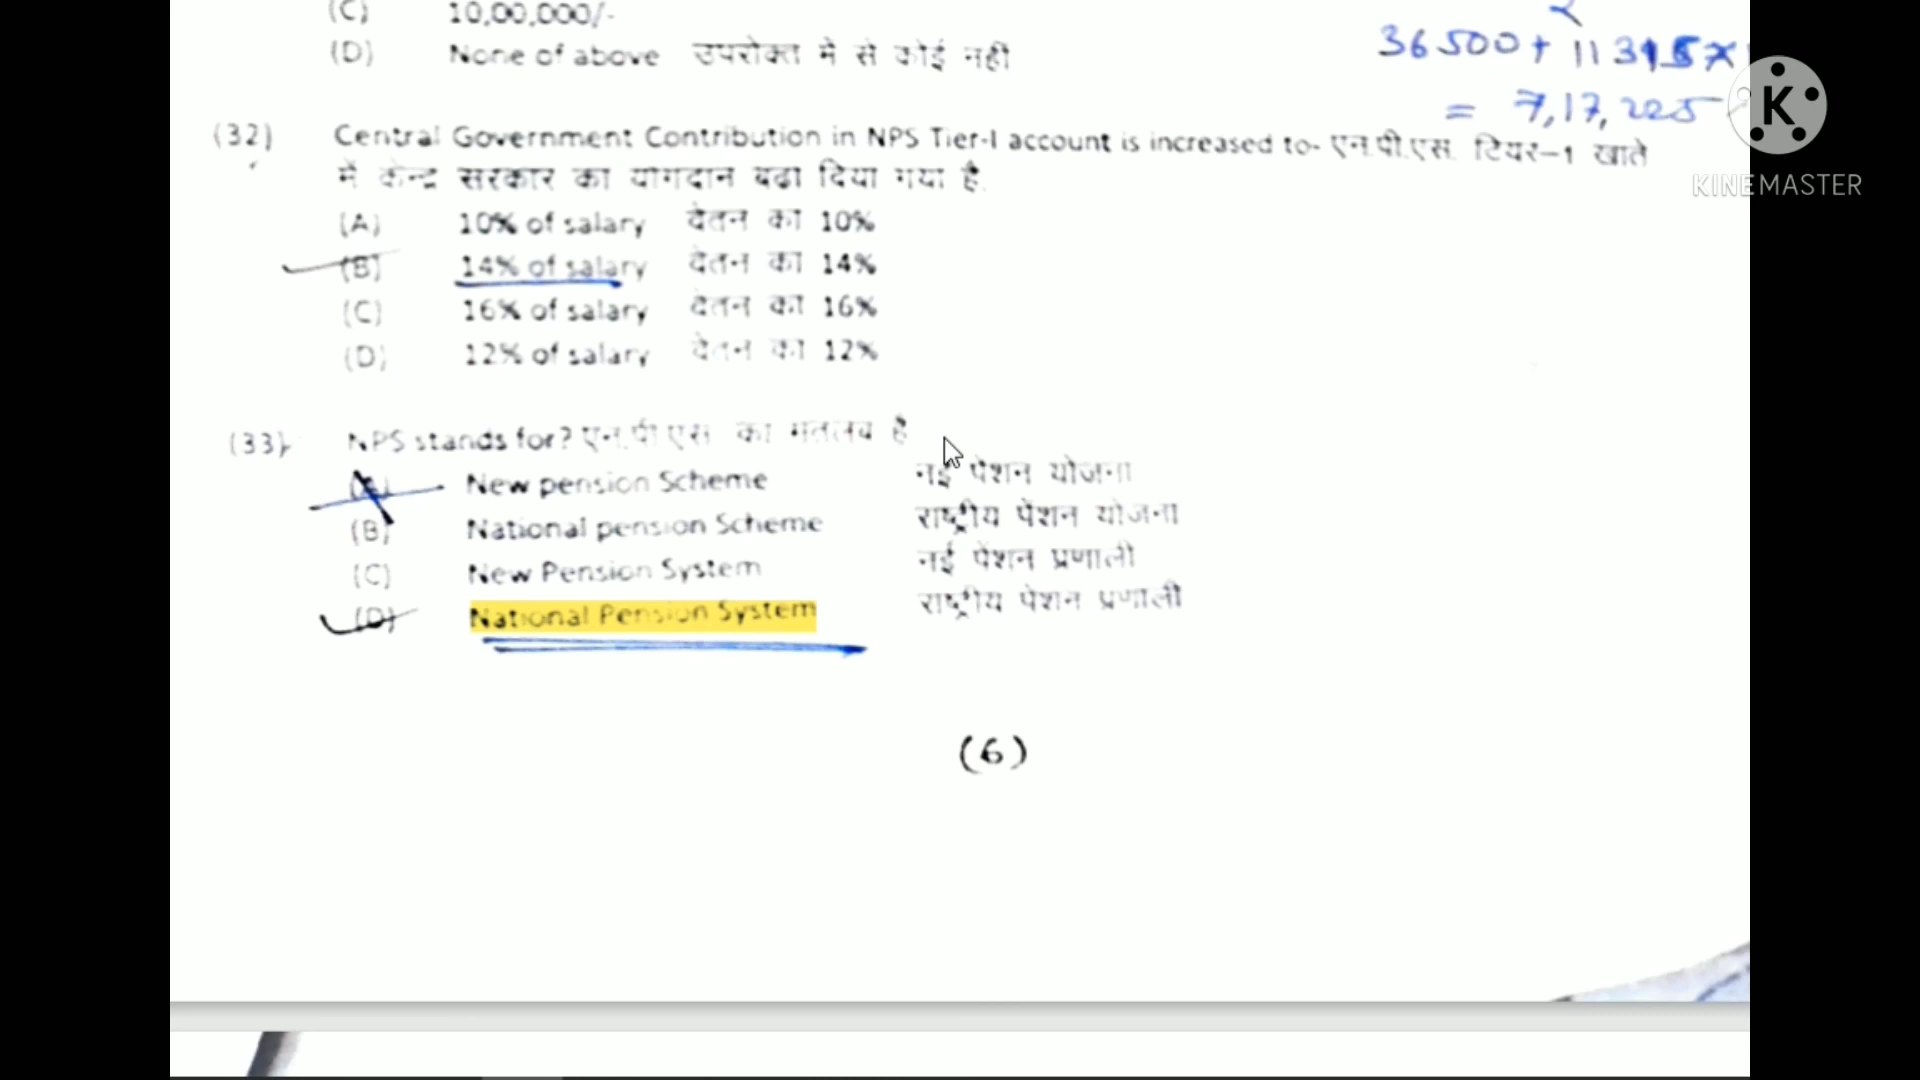 (C) 10,00,000/-
(D) None of above उपरोक्त में से कोई नहीं
36500+ 11315x
= 7,17,225
K
KINEMASTER
(32) Central Government Contribution in NPS Tier-I account is increased to- एन.पी.एस. टियर–1 खाते
में केन्द्र सरकार का योगदान बढा दिया गया है.
(A) 10% of salary वेतन का 10%
(B) 14% of salary वेतन का 14%
(C) 16% of salary वेतन का 16%
(D) 12% of salary वेतन का 12%
(33) NPS stands for? एन.पी.एस. का मतलब है
(A) New pension Scheme नई पेंशन योजना
(B) National pension Scheme राष्ट्रीय पेंशन योजना
(C) New Pension System नई पेंशन प्रणाली
(D) National Pension System राष्ट्रीय पेंशन प्रणाली
(6)